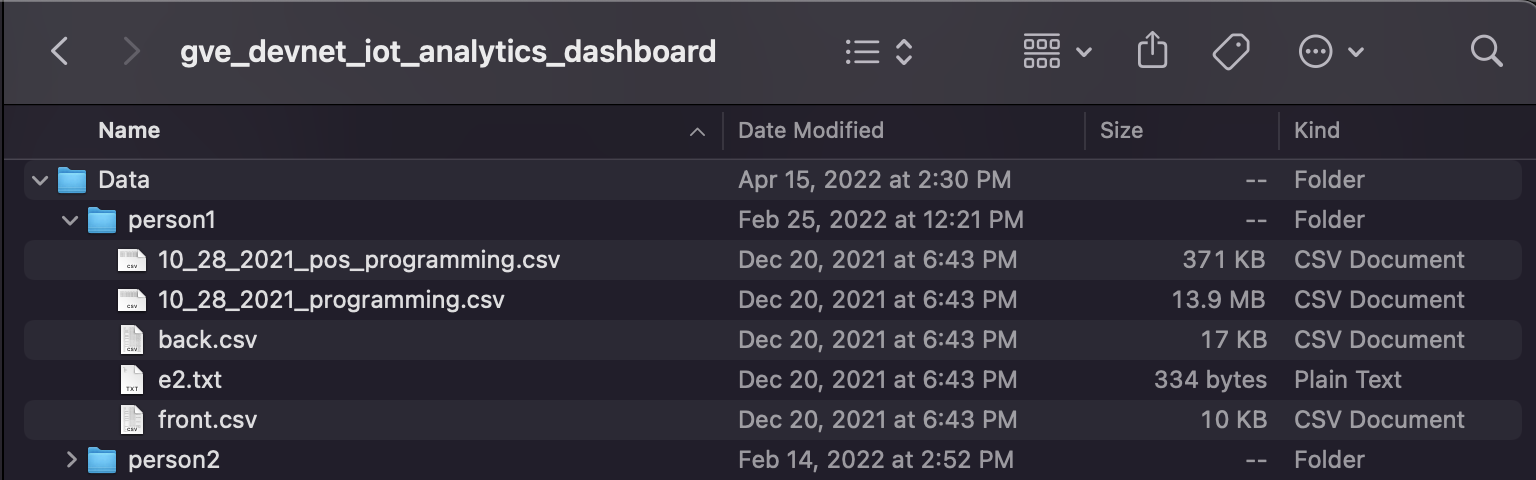 gve_devnet_iot_analytics_dashboard
Name Date Modified Size Kind
Data Apr 15, 2022 at 2:30 PM -- Folder
person1 Feb 25, 2022 at 12:21 PM -- Folder
10_28_2021_pos_programming.csv Dec 20, 2021 at 6:43 PM 371 KB CSV Document
10_28_2021_programming.csv Dec 20, 2021 at 6:43 PM 13.9 MB CSV Document
back.csv Dec 20, 2021 at 6:43 PM 17 KB CSV Document
e2.txt Dec 20, 2021 at 6:43 PM 334 bytes Plain Text
front.csv Dec 20, 2021 at 6:43 PM 10 KB CSV Document
person2 Feb 14, 2022 at 2:52 PM -- Folder